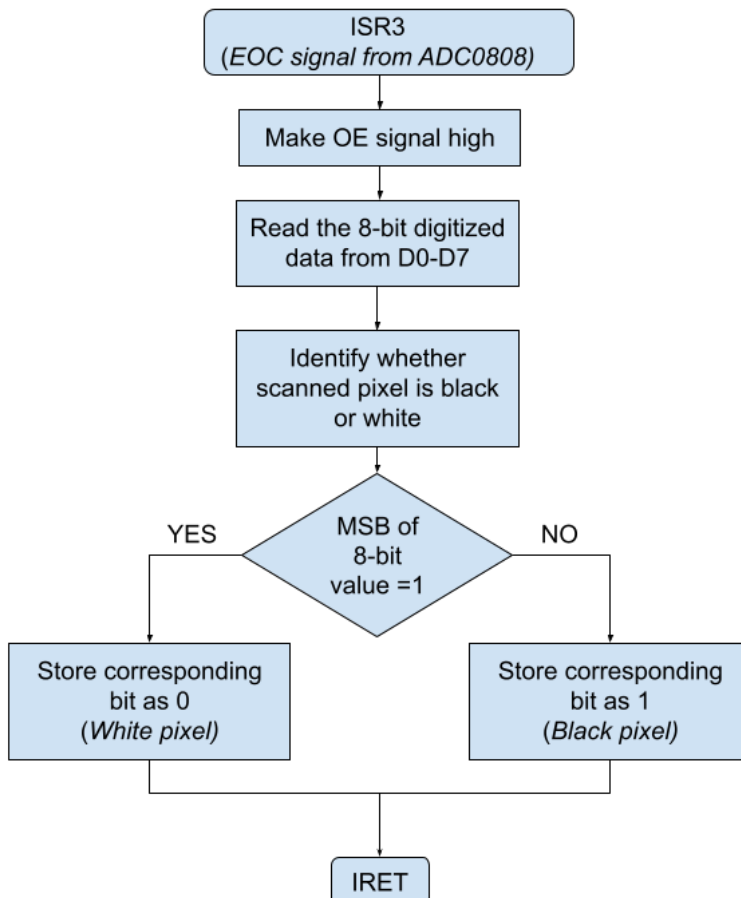 ISR3
(EOC signal from ADC0808)
Make OE signal high
Read the 8-bit digitized
data from D0-D7
Identify whether
scanned pixel is black
or white
YES
MSB of
8-bit
value =1
NO
Store corresponding
bit as 0
(White pixel)
Store corresponding
bit as 1
(Black pixel)
IRET